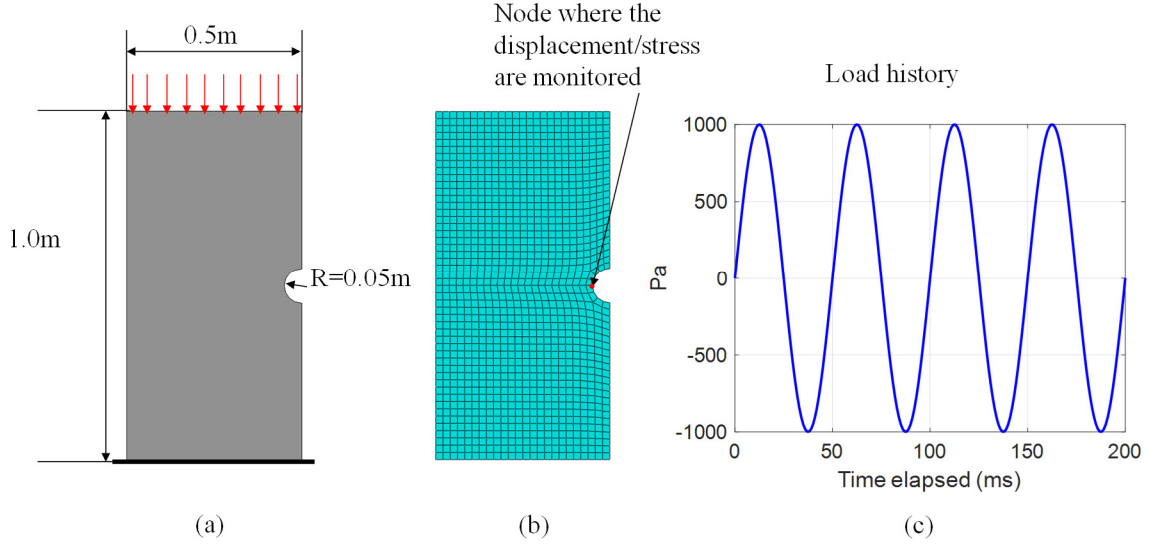 0.5m
1.0m
R=0.05m
(a)
Node where the
displacement/stress
are monitored
(b)
Load history
1000
500
0
-500
-1000
Pa
0 50 100 150 200
Time elapsed (ms)
(c)